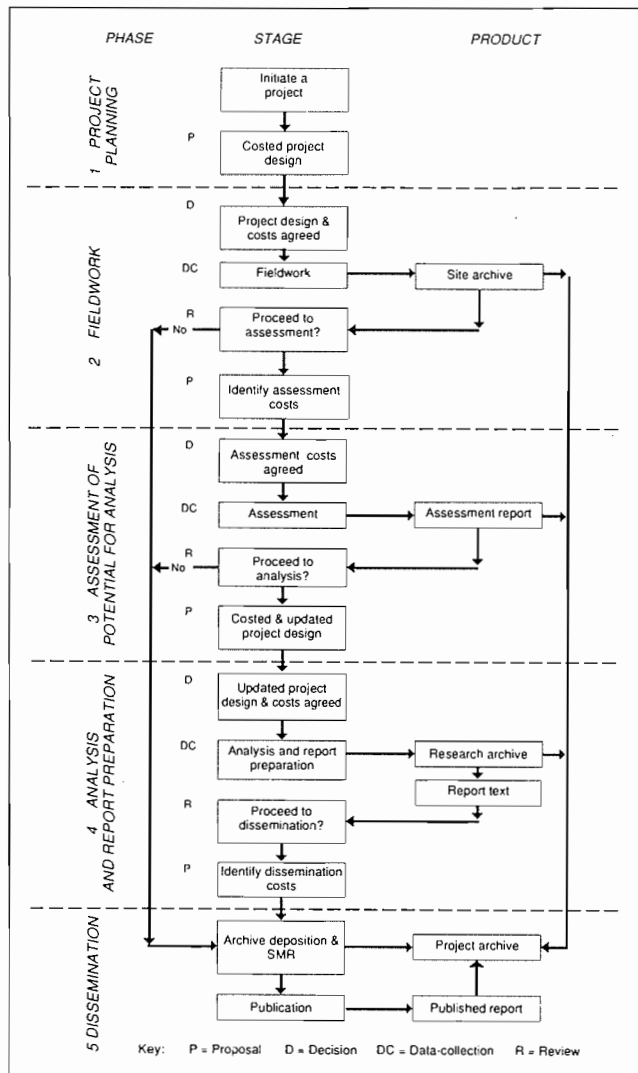 PHASE STAGE PRODUCT
1 PROJECT
PLANNING
Initiate a
project
P
Costed project
design
2 FIELDWORK
D
Project design &
costs agreed
DC
Fieldwork
Site archive
R
No
Proceed to
assessment?
P
Identify assessment
costs
3 ASSESSMENT OF
POTENTIAL FOR ANALYSIS
D
Assessment costs
agreed
DC
Assessment
Assessment report
R
No
Proceed to
analysis?
P
Costed & updated
project design
4 ANALYSIS
AND REPORT PREPARATION
D
Updated project
design & costs agreed
DC
Analysis and report
preparation
Research archive
Report text
R
Proceed to
dissemination?
P
Identify dissemination
costs
5 DISSEMINATION
Archive deposition &
SMR
Project archive
Publication
Published report
Key: P = Proposal D = Decision DC = Data-collection R = Review